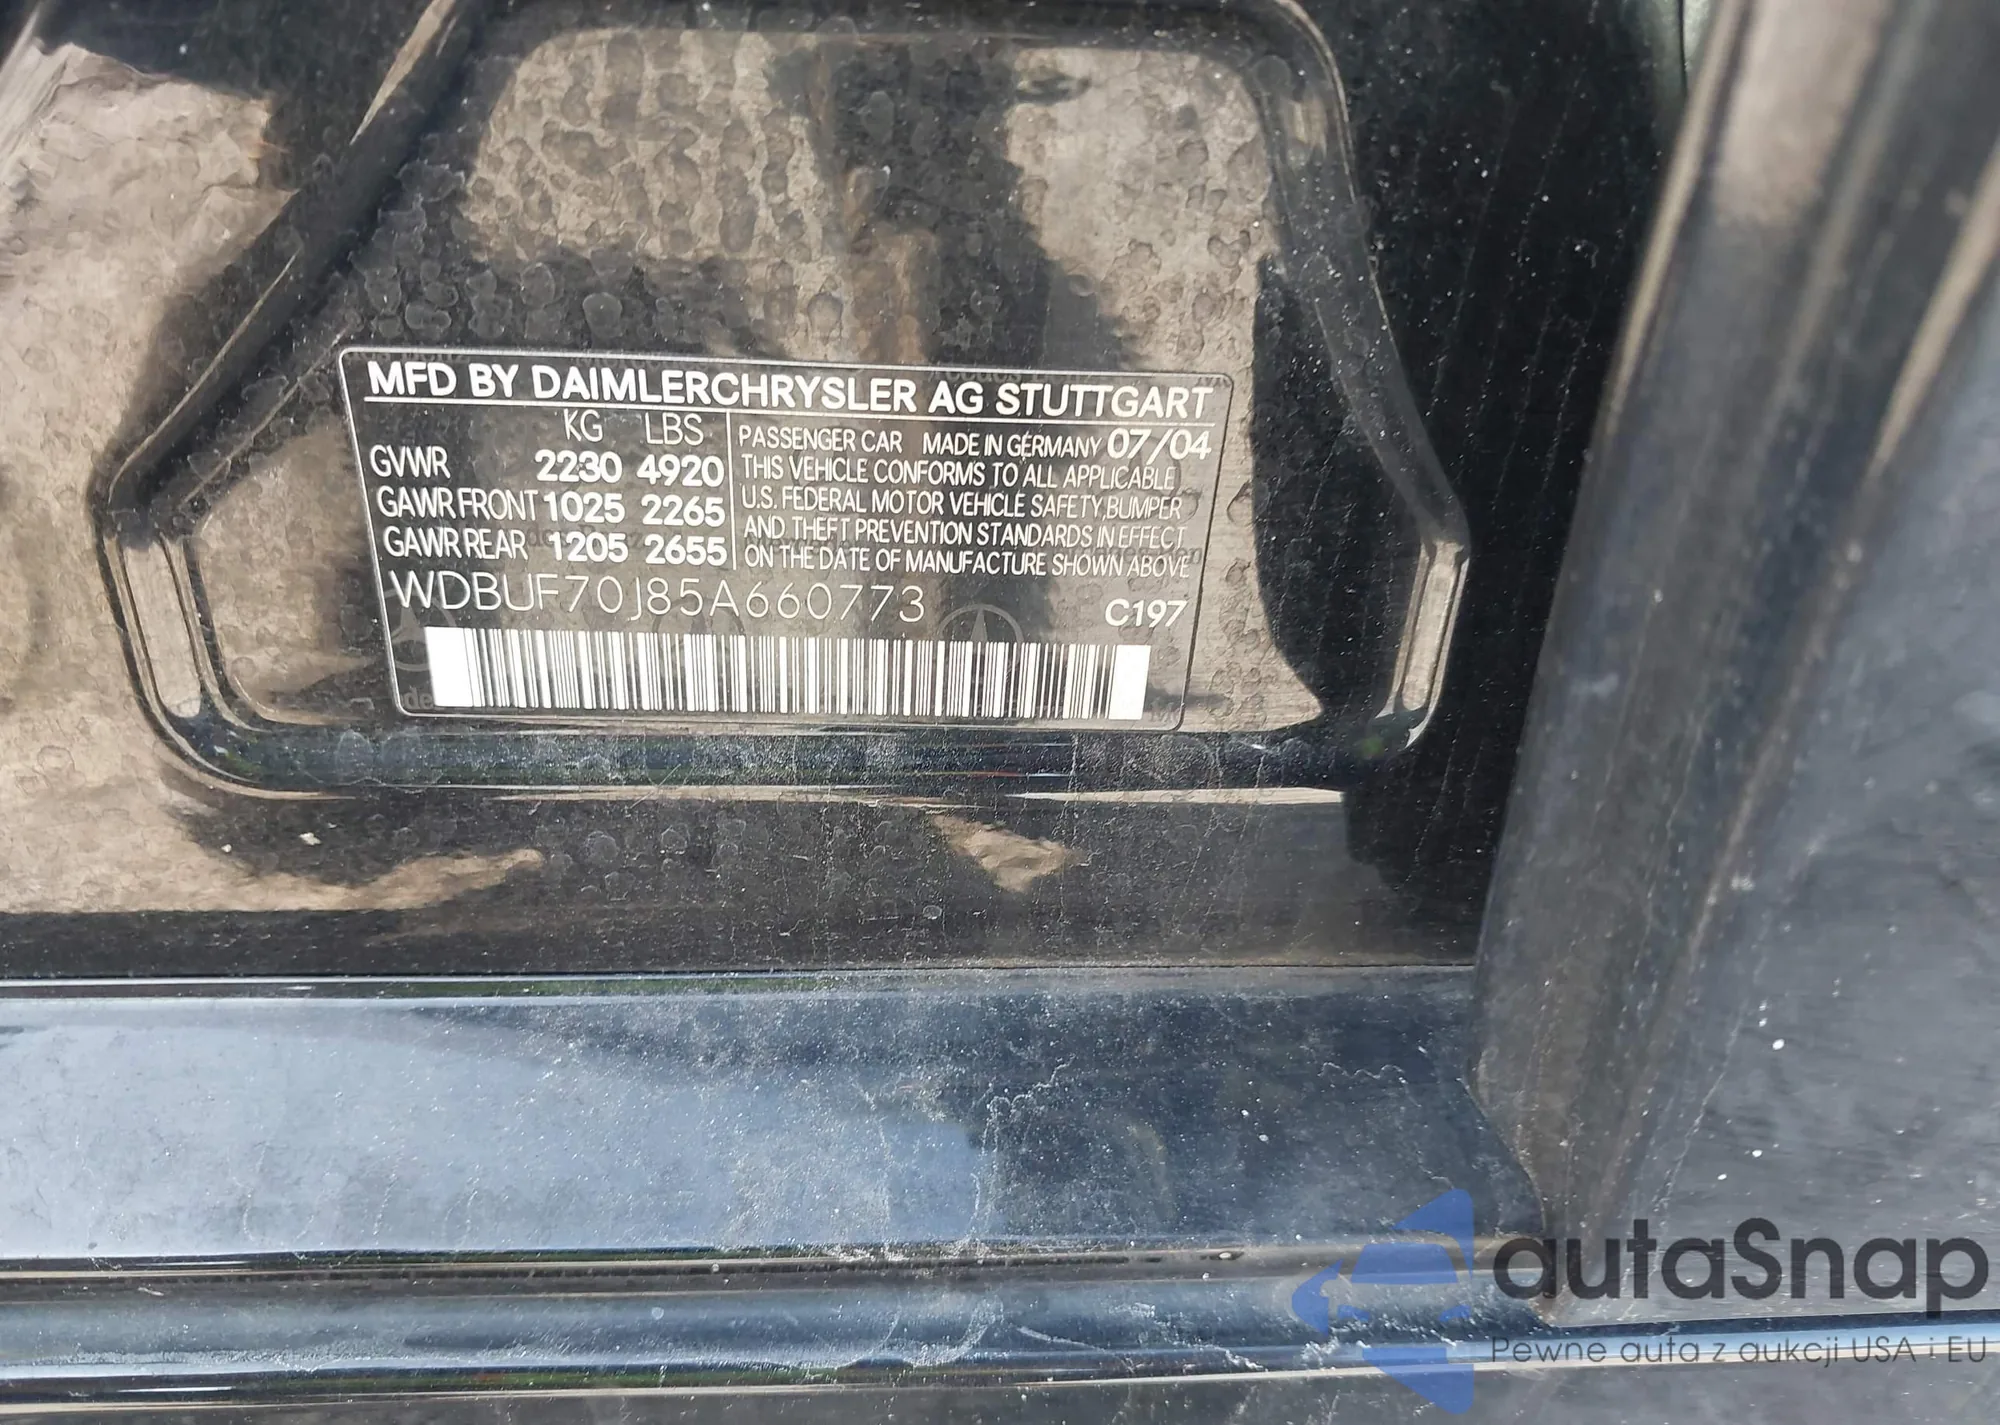 MFD BY DAIMLERCHRYSLER AG STUTTGART
KG LBS
GVWR 2230 4920
GAWR FRONT 1025 2265
GAWR REAR 1205 2655
PASSENGER CAR MADE IN GERMANY 07/04
THIS VEHICLE CONFORMS TO ALL APPLICABLE
U.S. FEDERAL MOTOR VEHICLE SAFETY, BUMPER
AND THEFT PREVENTION STANDARDS IN EFFECT
ON THE DATE OF MANUFACTURE SHOWN ABOVE
WDBUF70J85A660773
C197
autaSnap
Pewne auta z aukcji USA i EU